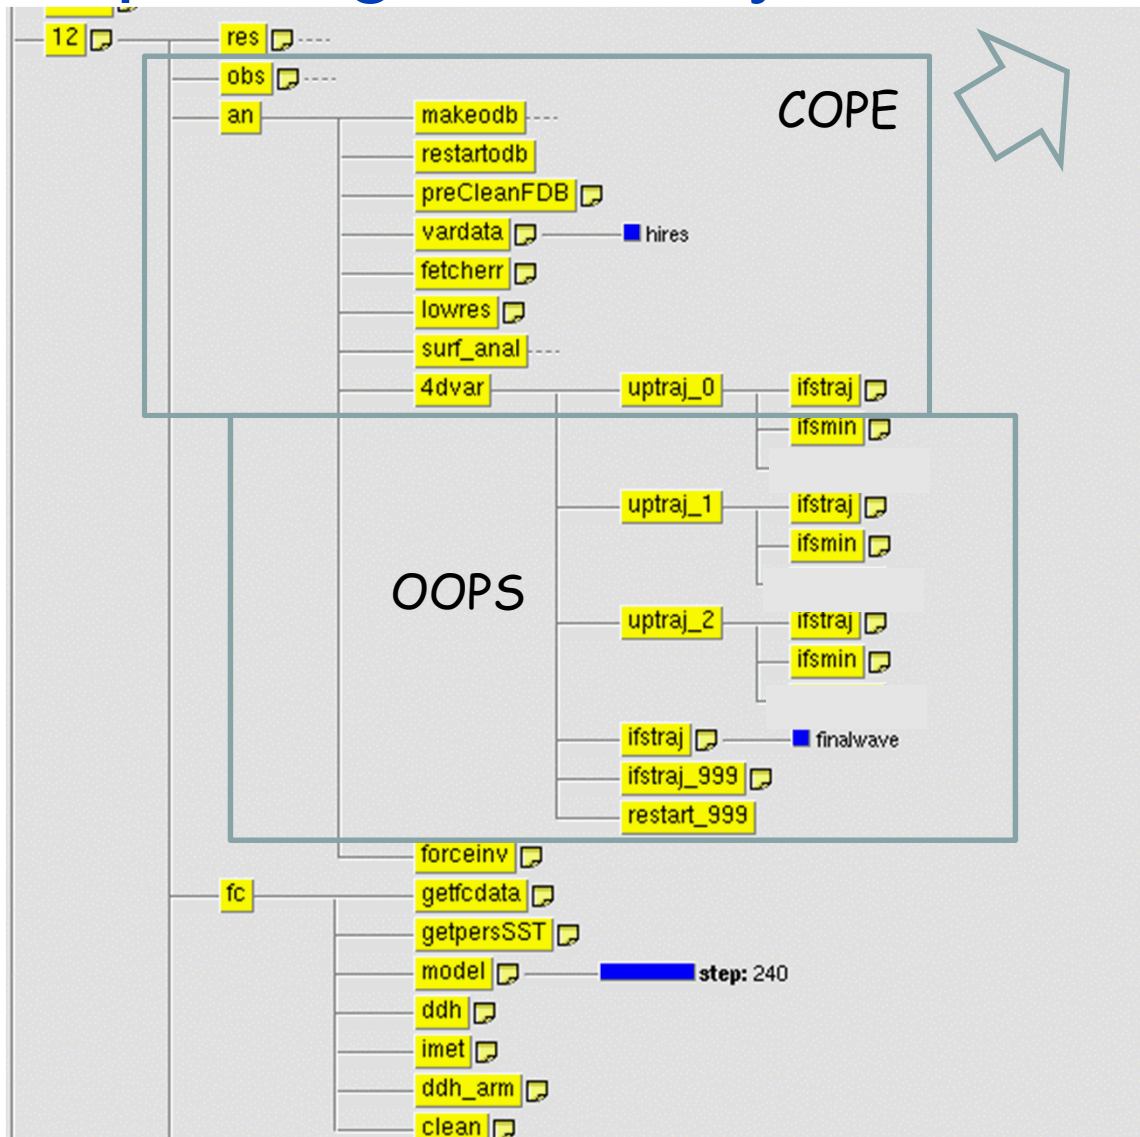 12 res
obs
COPE
an makeodb
restartodb
preCleanFDB
vardata hires
fetcherr
lowres
surf_anal
4dvar uptraj_0 ifstraj
ifsmin
uptraj_1 ifstraj
ifsmin
OOPS
uptraj_2 ifstraj
ifsmin
ifstraj finalwave
ifstraj_999
restart_999
forceinv
fc getfcdata
getpersSST
model step: 240
ddh
imet
ddh_arm
clean